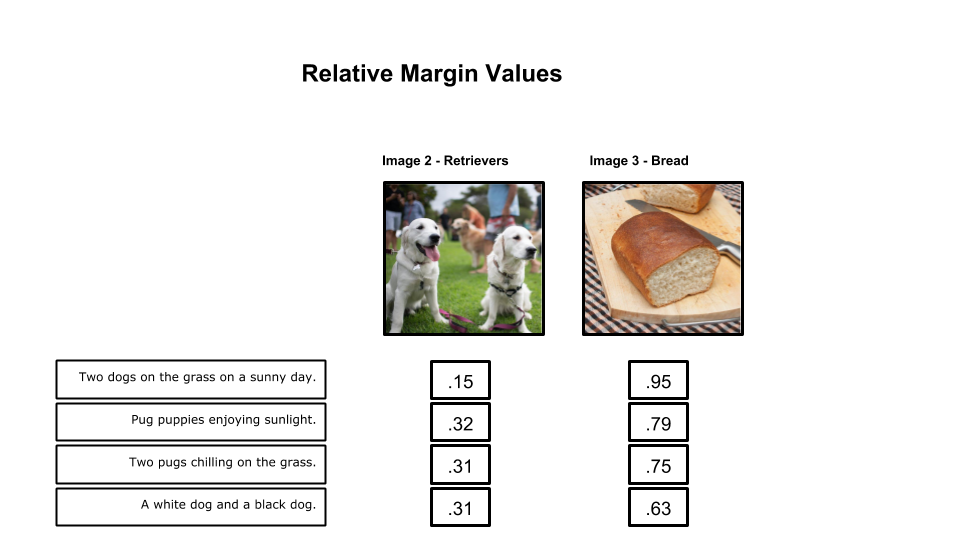 Relative Margin Values
Image 2 - Retrievers
Image 3 - Bread
Two dogs on the grass on a sunny day.
.15
.95
Pug puppies enjoying sunlight.
.32
.79
Two pugs chilling on the grass.
.31
.75
A white dog and a black dog.
.31
.63